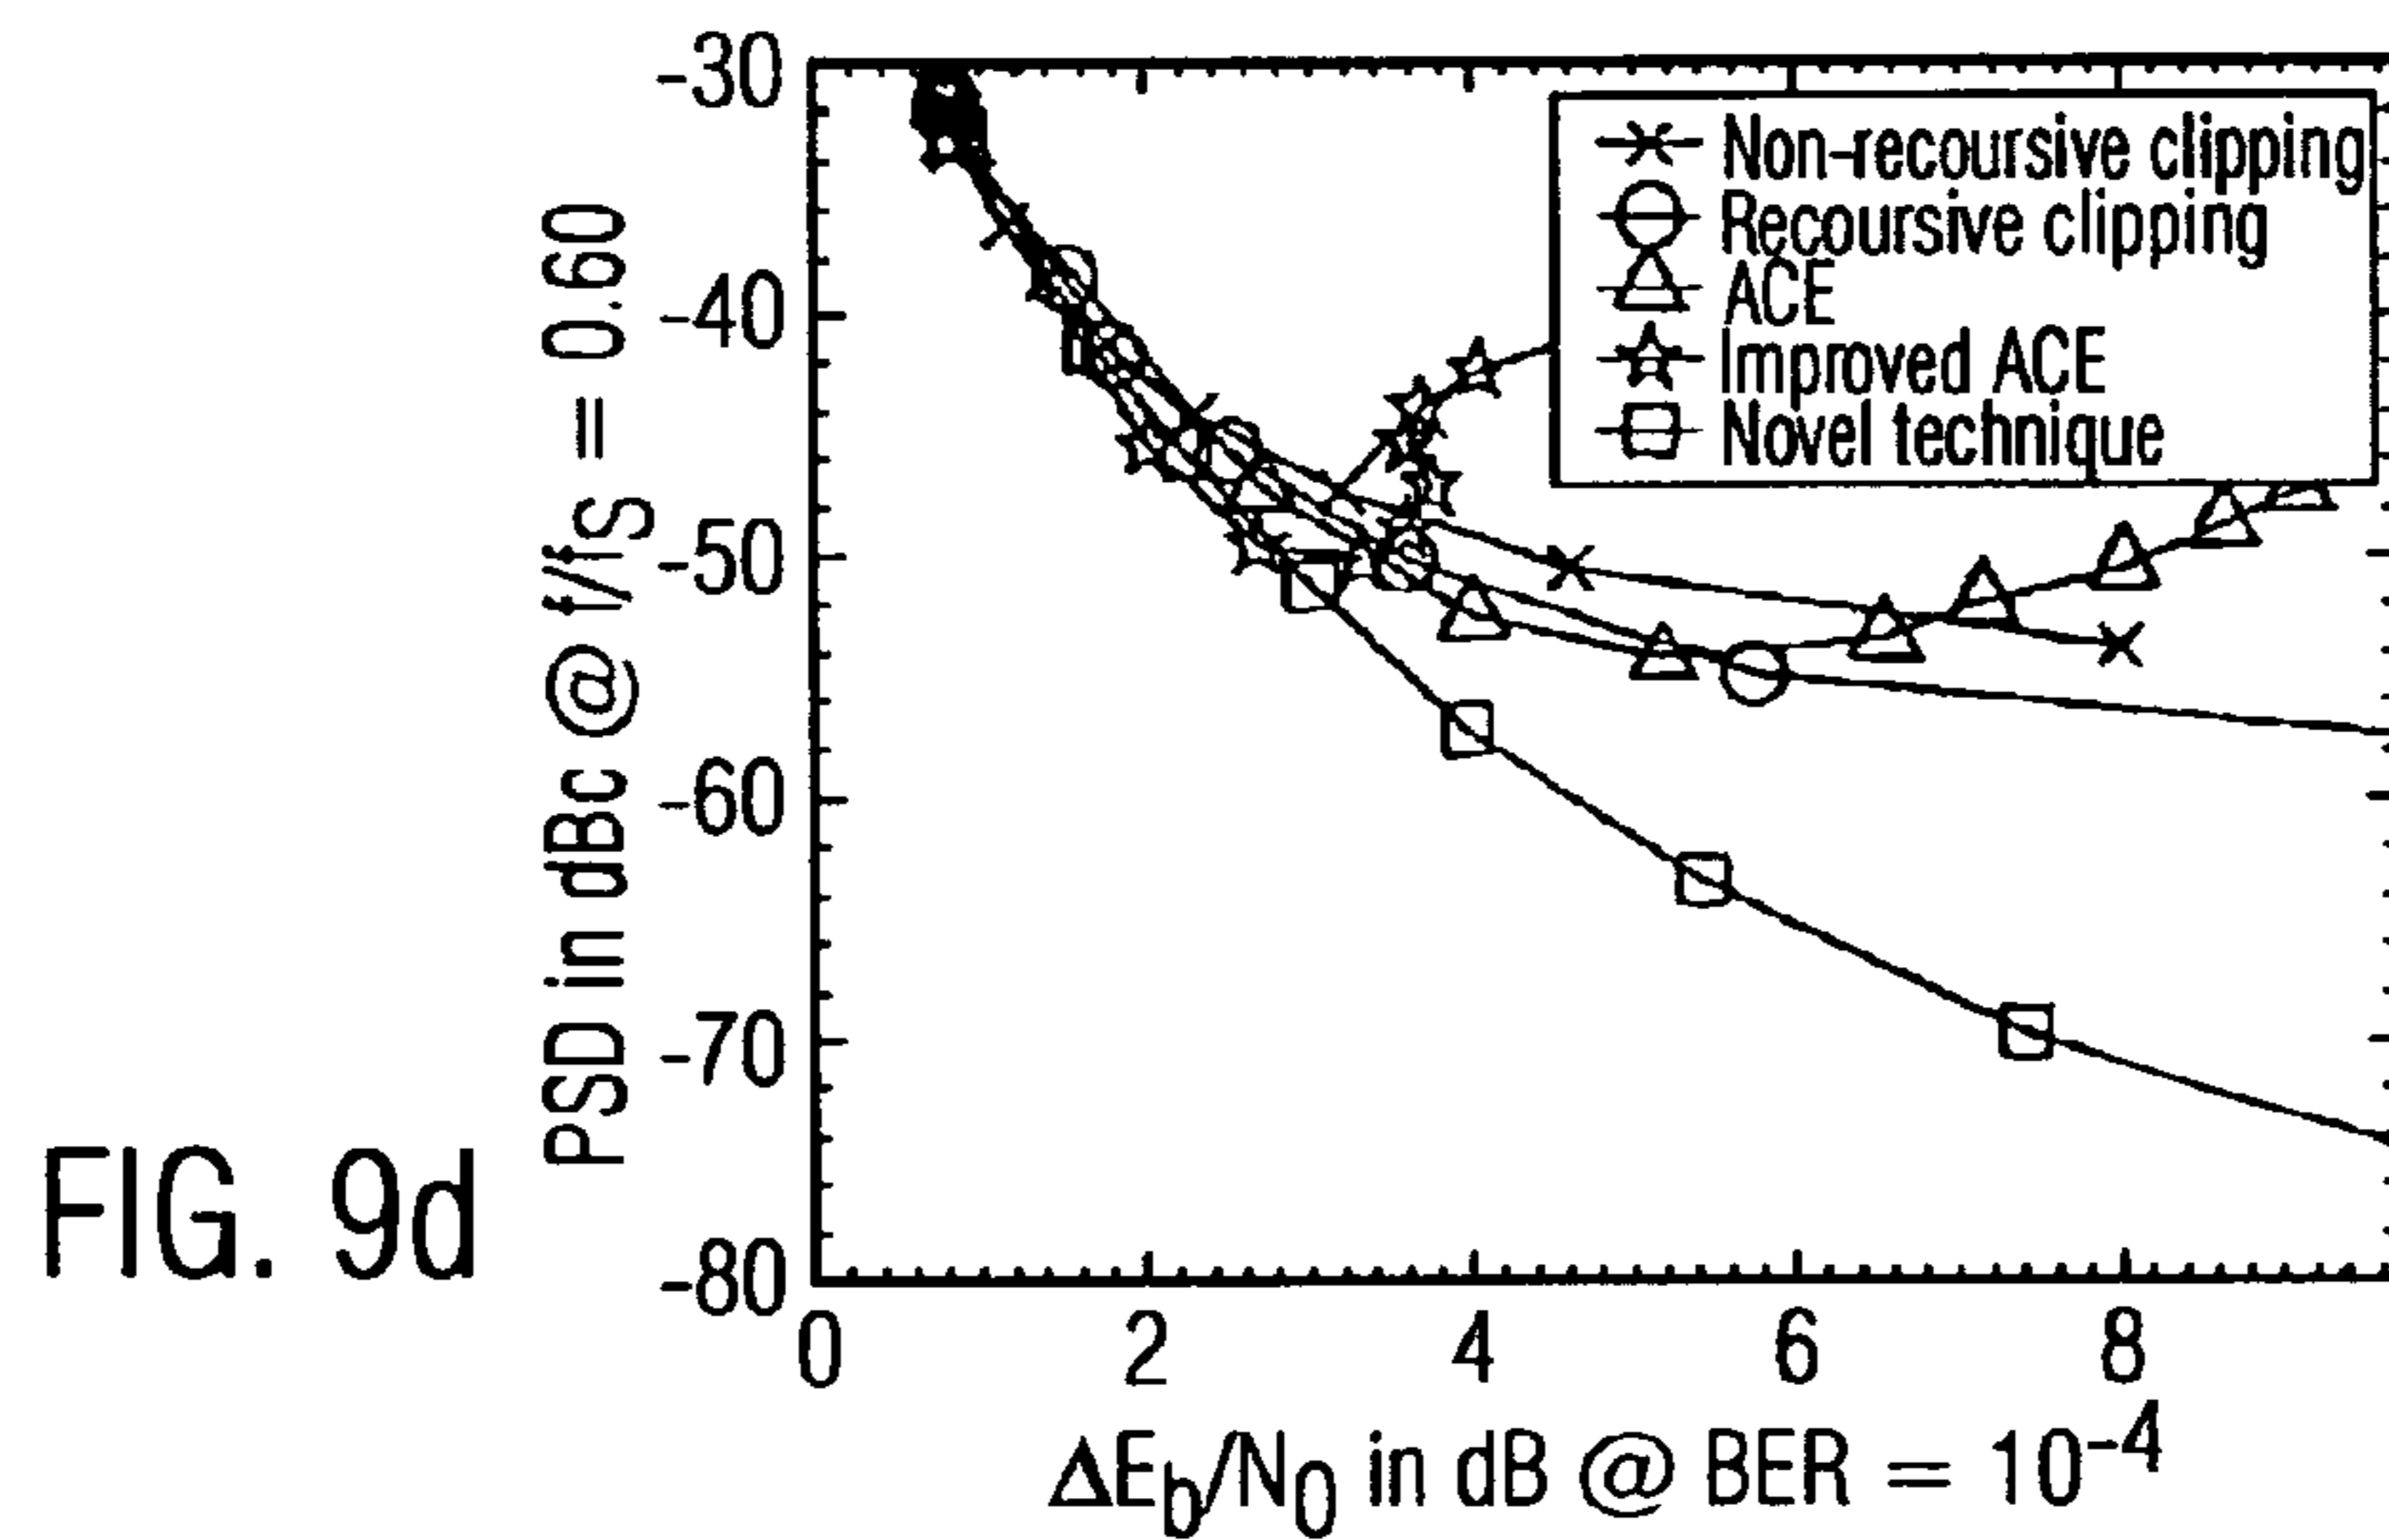 -30
-40
-50
-60
-70
-80
PSD in dBc @ f/fs = 0.60
Non-recoursive clipping
Recoursive clipping
ACE
Improved ACE
Novel technique
0 2 4 6 8
ΔEb/N0 in dB @ BER = 10⁻⁴
FIG. 9d